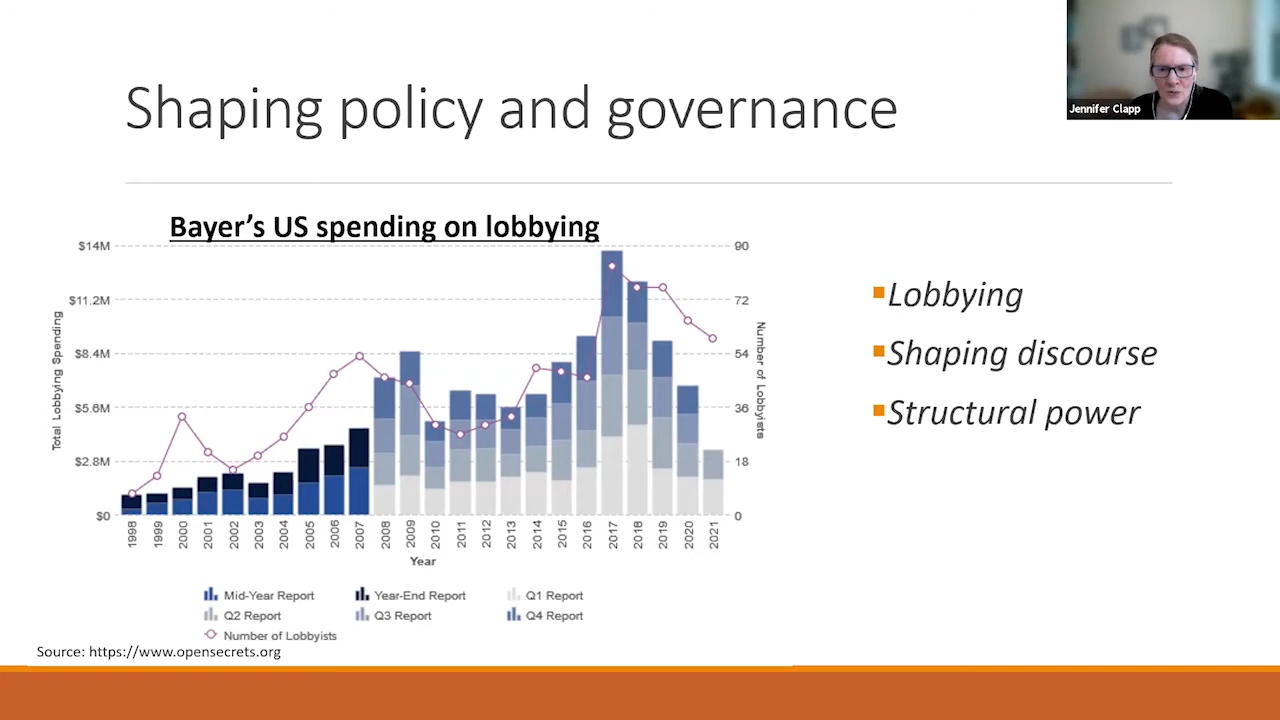 Shaping policy and governance
Jennifer Clapp
Bayer's US spending on lobbying
$14M
$11.2M
$8.4M
$5.6M
$2.8M
$0
Total Lobbying Spending
90
72
54
36
18
0
Number of Lobbyists
1998 1999 2000 2001 2002 2003 2004 2005 2006 2007 2008 2009 2010 2011 2012 2013 2014 2015 2016 2017 2018 2019 2020 2021
Year
Mid-Year Report Year-End Report Q1 Report
Q2 Report Q3 Report Q4 Report
Number of Lobbyists
Lobbying
Shaping discourse
Structural power
Source: https://www.opensecrets.org